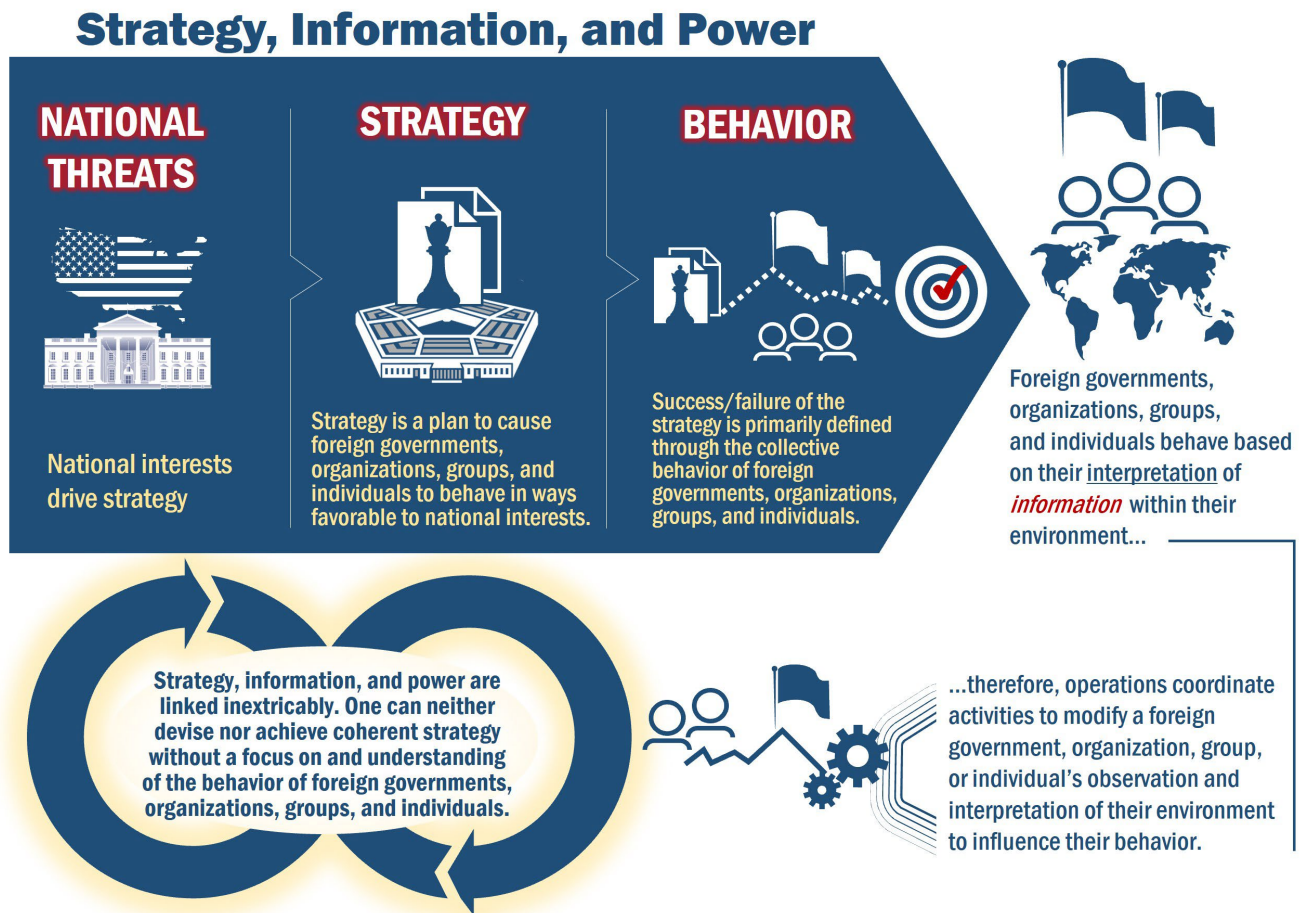 Strategy, Information, and Power
NATIONAL
THREATS
National interests
drive strategy
STRATEGY
Strategy is a plan to cause
foreign governments,
organizations, groups, and
individuals to behave in ways
favorable to national interests.
BEHAVIOR
Success/failure of the
strategy is primarily defined
through the collective
behavior of foreign
governments, organizations,
groups, and individuals.
Foreign governments,
organizations, groups,
and individuals behave based
on their interpretation of
information within their
environment...
...therefore, operations coordinate
activities to modify a foreign
government, organization, group,
or individual's observation and
interpretation of their environment
to influence their behavior.
Strategy, information, and power are
linked inextricably. One can neither
devise nor achieve coherent strategy
without a focus on and understanding
of the behavior of foreign governments,
organizations, groups, and individuals.